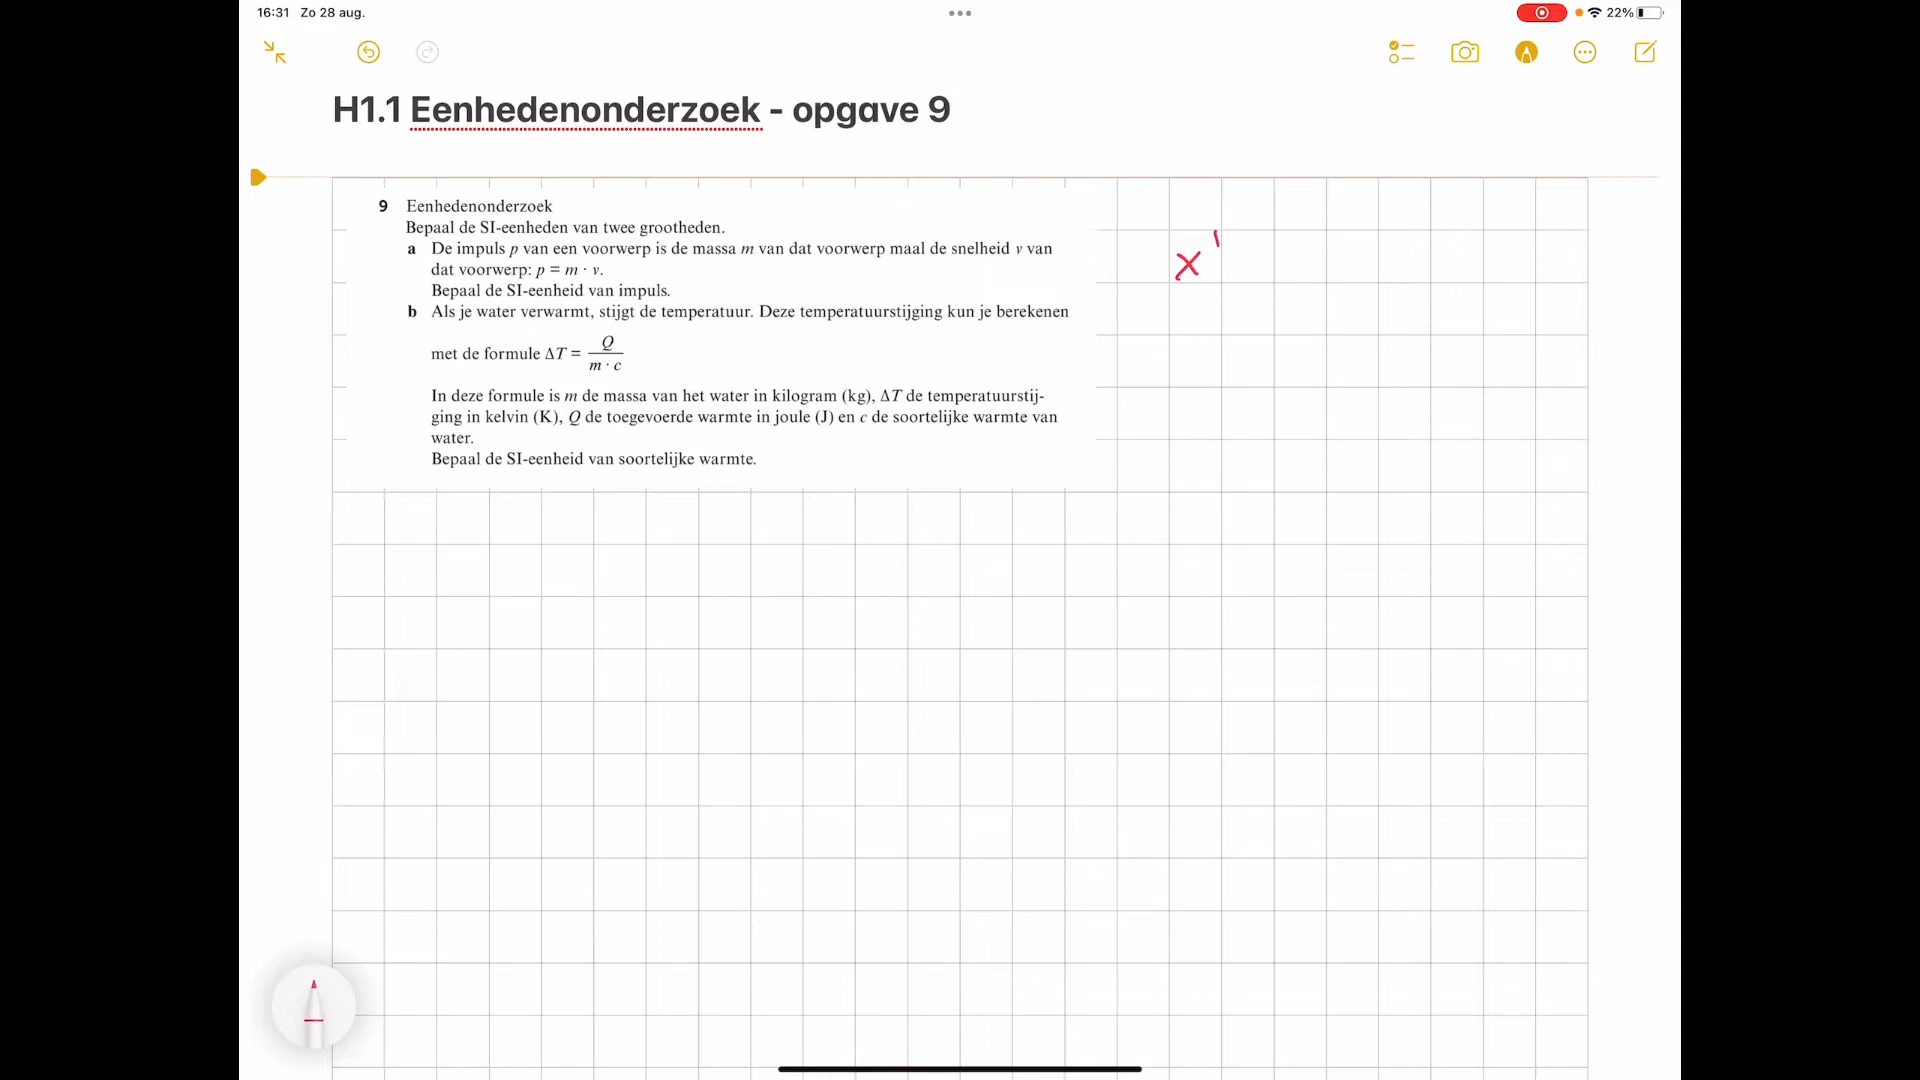 16:31 Zo 28 aug.
22%
H1.1 Eenhedenonderzoek - opgave 9
9 Eenhedenonderzoek
Bepaal de SI-eenheden van twee grootheden.
a De impuls p van een voorwerp is de massa m van dat voorwerp maal de snelheid v van
dat voorwerp: p = m · v.
Bepaal de SI-eenheid van impuls.
b Als je water verwarmt, stijgt de temperatuur. Deze temperatuurstijging kun je berekenen
met de formule ΔT = Q / m · c
In deze formule is m de massa van het water in kilogram (kg), ΔT de temperatuurstij-
ging in kelvin (K), Q de toegevoerde warmte in joule (J) en c de soortelijke warmte van
water.
Bepaal de SI-eenheid van soortelijke warmte.
x